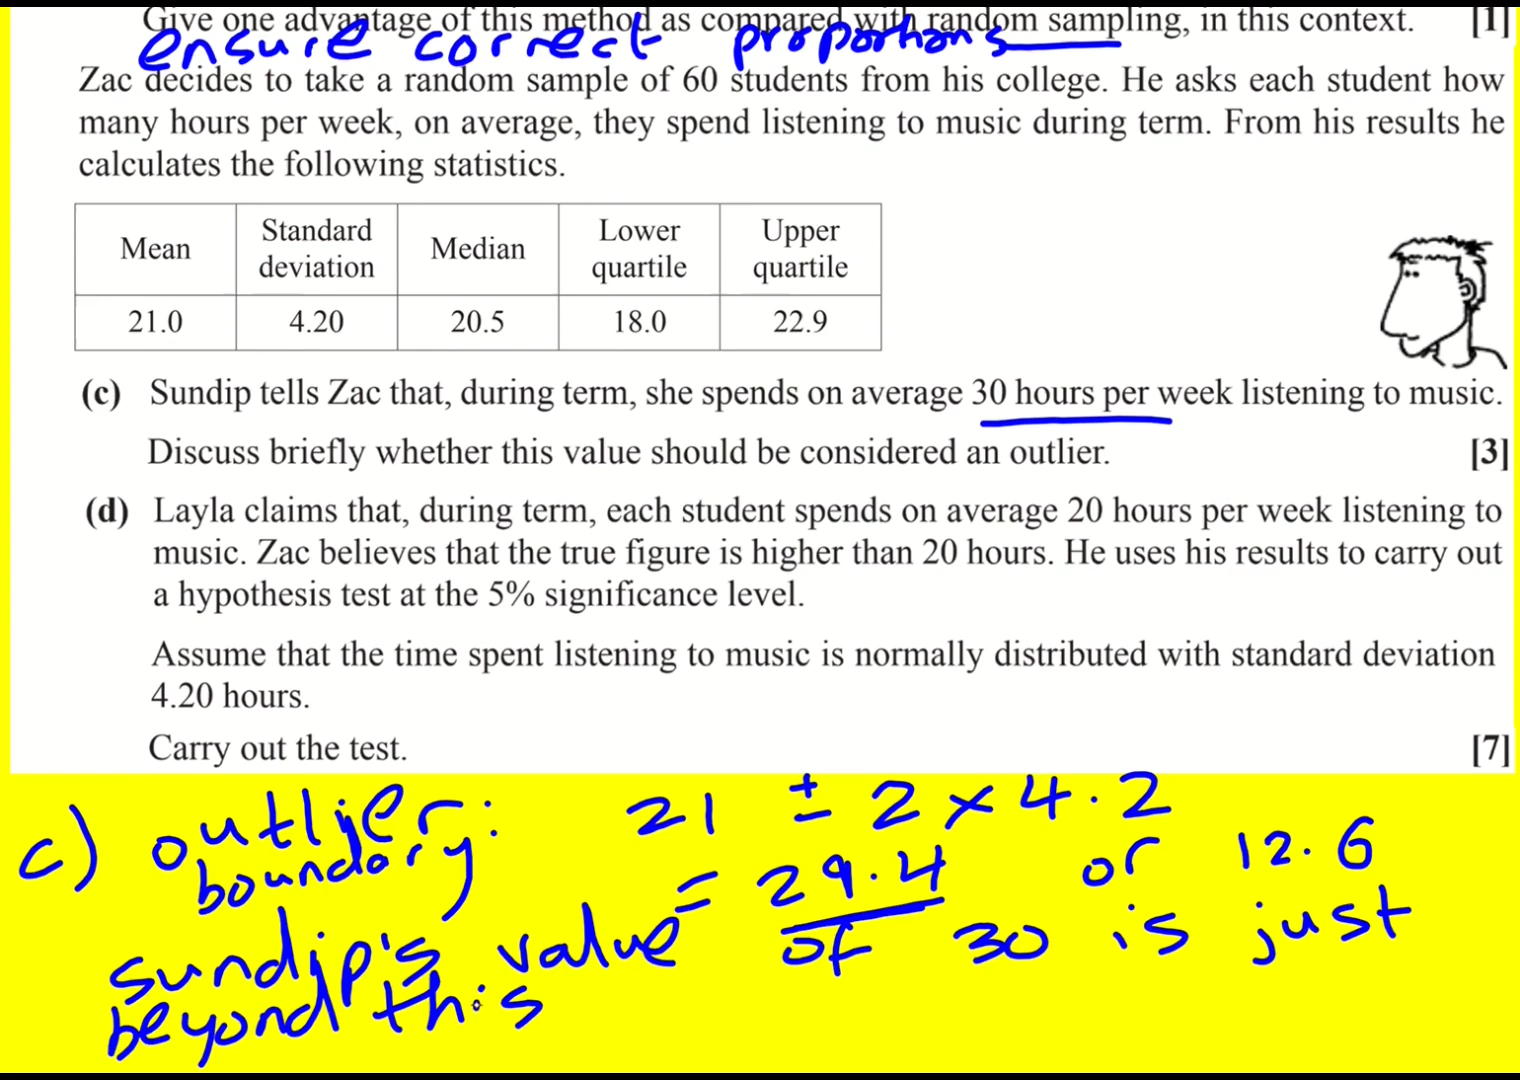 Give one advantage of this method as compared with random sampling, in this context. [1]
ensure correct proportions
Zac decides to take a random sample of 60 students from his college. He asks each student how
many hours per week, on average, they spend listening to music during term. From his results he
calculates the following statistics.
Mean Standard deviation Median Lower quartile Upper quartile
21.0 4.20 20.5 18.0 22.9
(c) Sundip tells Zac that, during term, she spends on average 30 hours per week listening to music.
Discuss briefly whether this value should be considered an outlier. [3]
(d) Layla claims that, during term, each student spends on average 20 hours per week listening to
music. Zac believes that the true figure is higher than 20 hours. He uses his results to carry out
a hypothesis test at the 5% significance level.
Assume that the time spent listening to music is normally distributed with standard deviation
4.20 hours.
Carry out the test. [7]
c) outlier boundary: 21 ± 2 × 4.2
= 29.4 or 12.6
sundip's value of 30 is just
beyond this